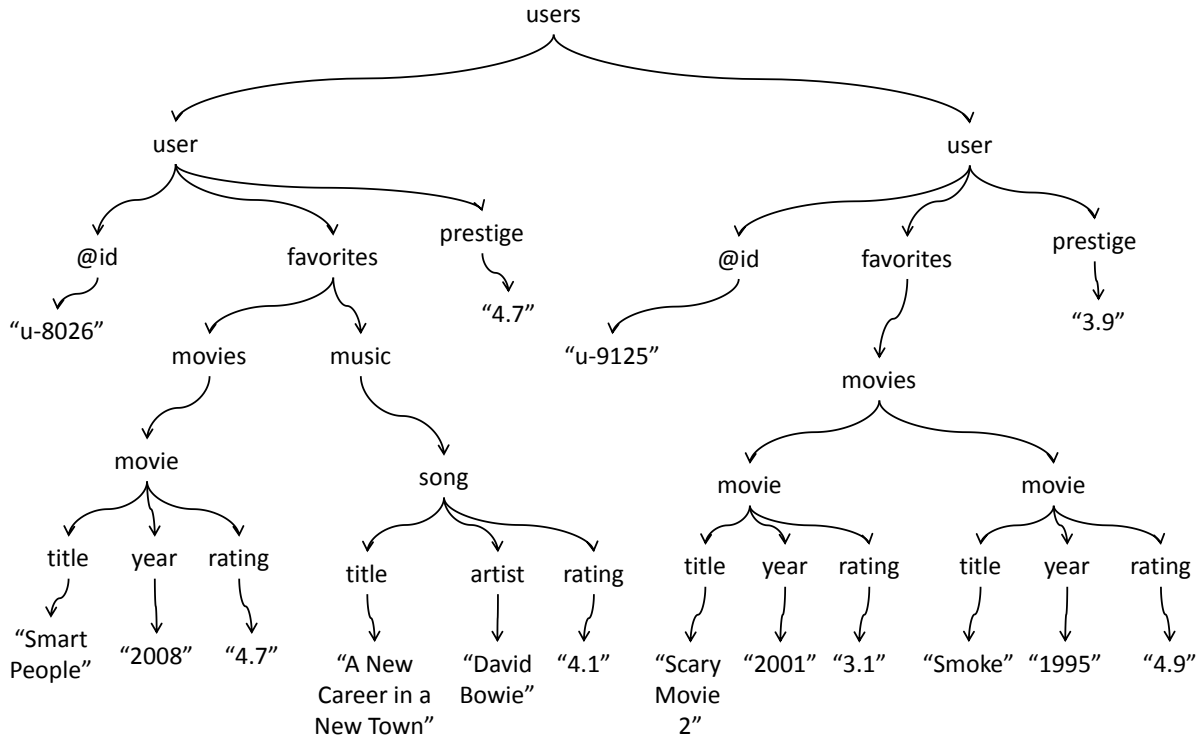 users
user
user
@id
favorites
prestige
@id
favorites
prestige
“u-8026”
“4.7”
“u-9125”
“3.9”
movies
music
movies
movie
song
movie
movie
title
year
rating
title
artist
rating
title
year
rating
title
year
rating
“Smart
People”
“2008”
“4.7”
“A New
Career in a
New Town”
“David
Bowie”
“4.1”
“Scary
Movie
2”
“2001”
“3.1”
“Smoke”
“1995”
“4.9”